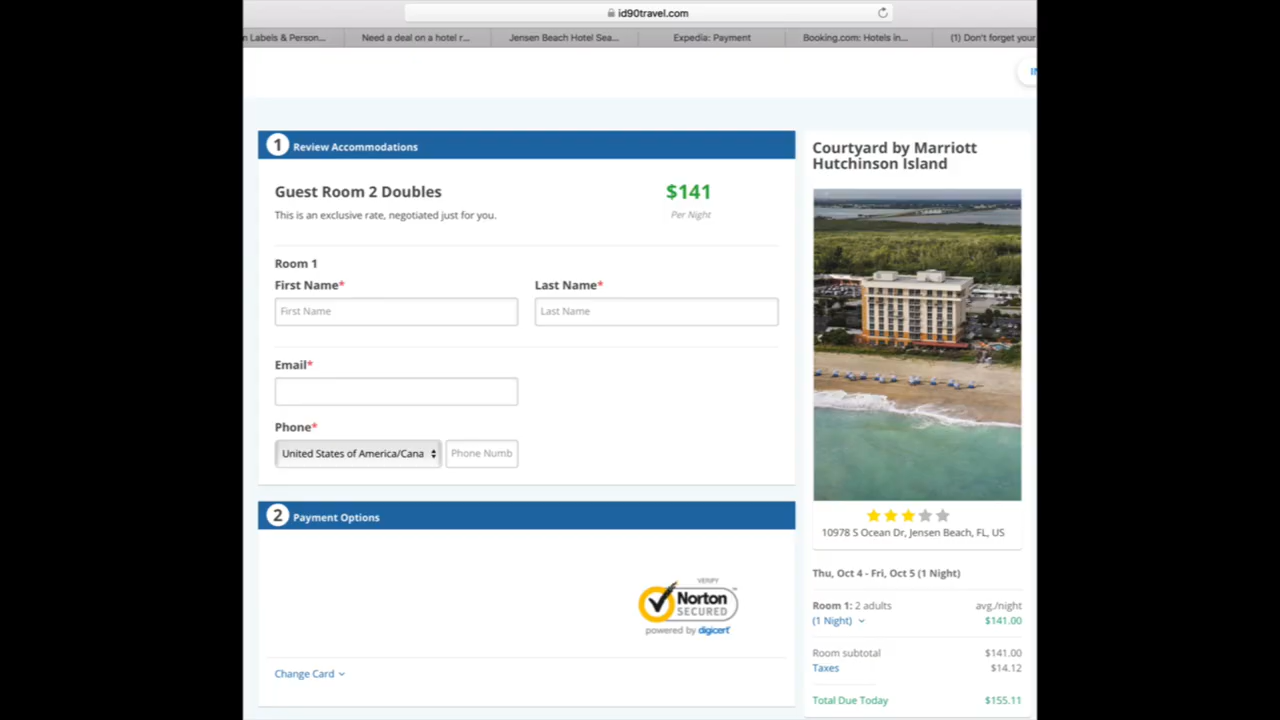 id90travel.com
n Labels & Person...
Need a deal on a hotel r...
Jensen Beach Hotel Sea...
Expedia: Payment
Booking.com: Hotels in...
(1) Don't forget your
IN
1 Review Accommodations
Guest Room 2 Doubles
$141
This is an exclusive rate, negotiated just for you.
Per Night
Room 1
First Name*
Last Name*
First Name
Last Name
Email*
Phone*
United States of America/Cana
Phone Numb
2 Payment Options
VERIFY
Norton
SECURED
powered by digicert
Change Card
Courtyard by Marriott
Hutchinson Island
10978 S Ocean Dr, Jensen Beach, FL, US
Thu, Oct 4 - Fri, Oct 5 (1 Night)
Room 1: 2 adults
avg./night
(1 Night)
$141.00
Room subtotal
$141.00
Taxes
$14.12
Total Due Today
$155.11